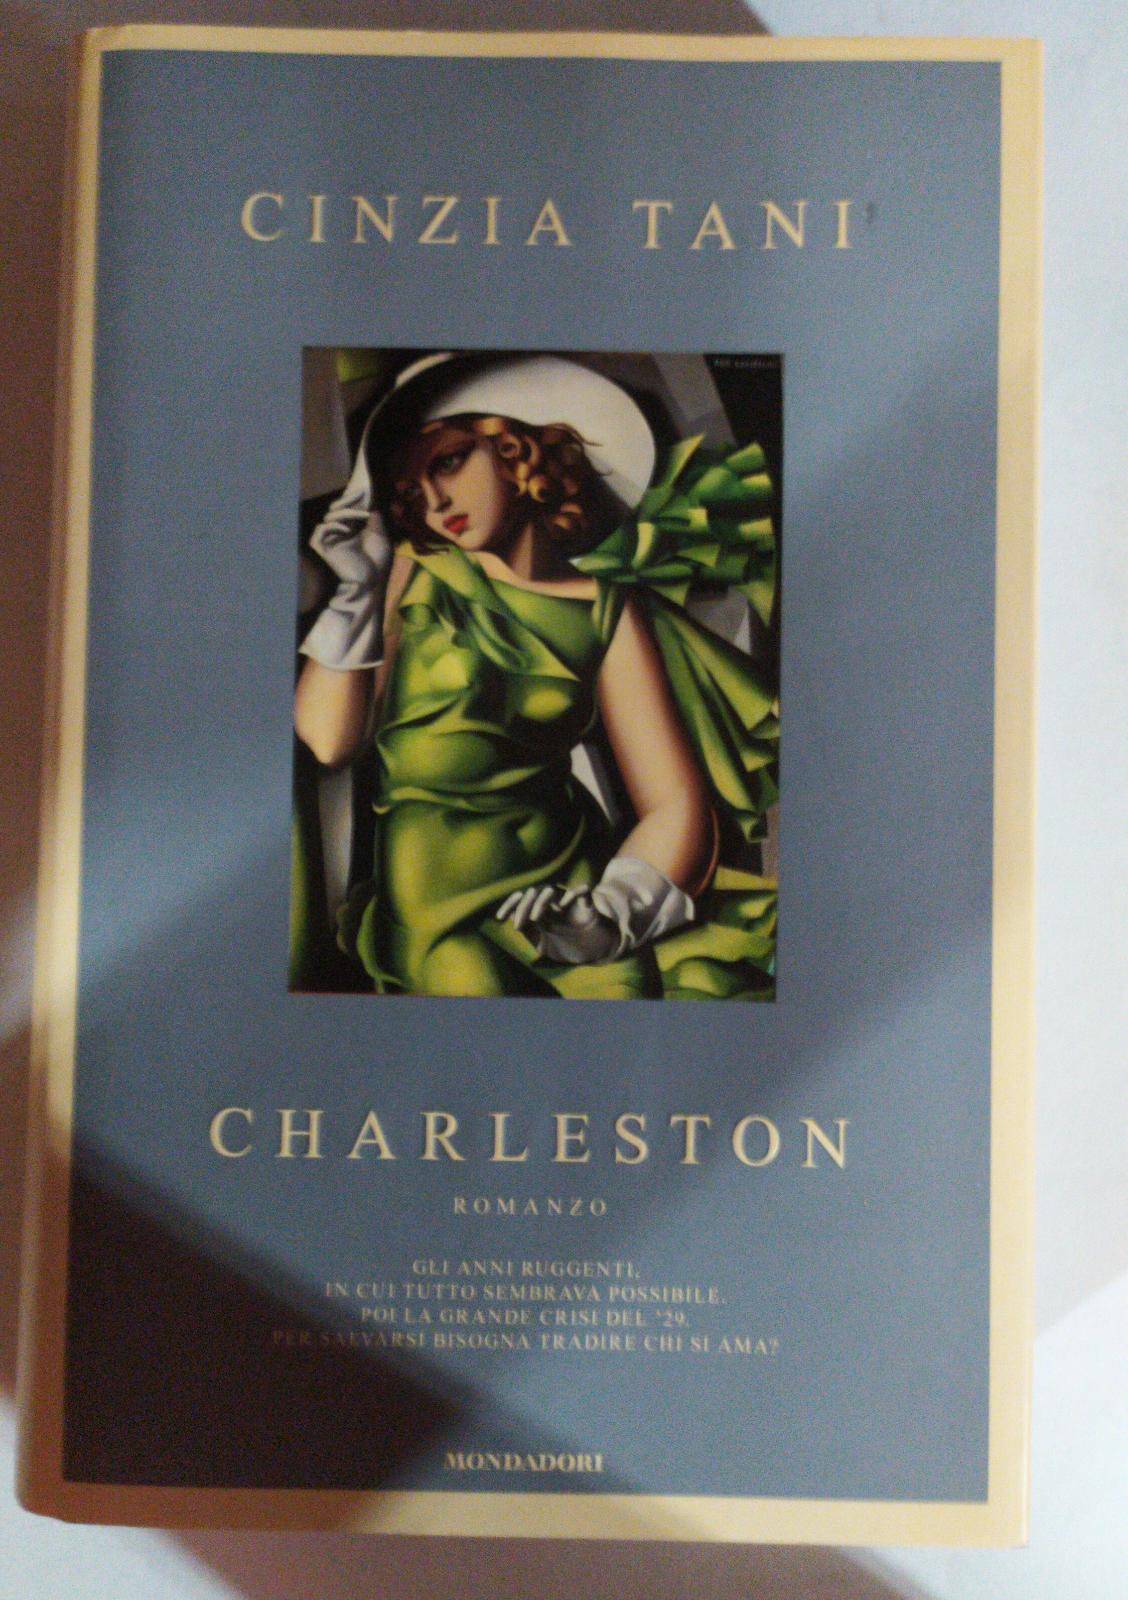 CINZIA TANI
CHARLESTON
ROMANZO
GLI ANNI RUGGENTI,
IN CUI TUTTO SEMBRAVA POSSIBILE.
POI LA GRANDE CRISI DEL '29.
PER SALVARSI BISOGNA TRADIRE CHI SI AMA?
MONDADORI